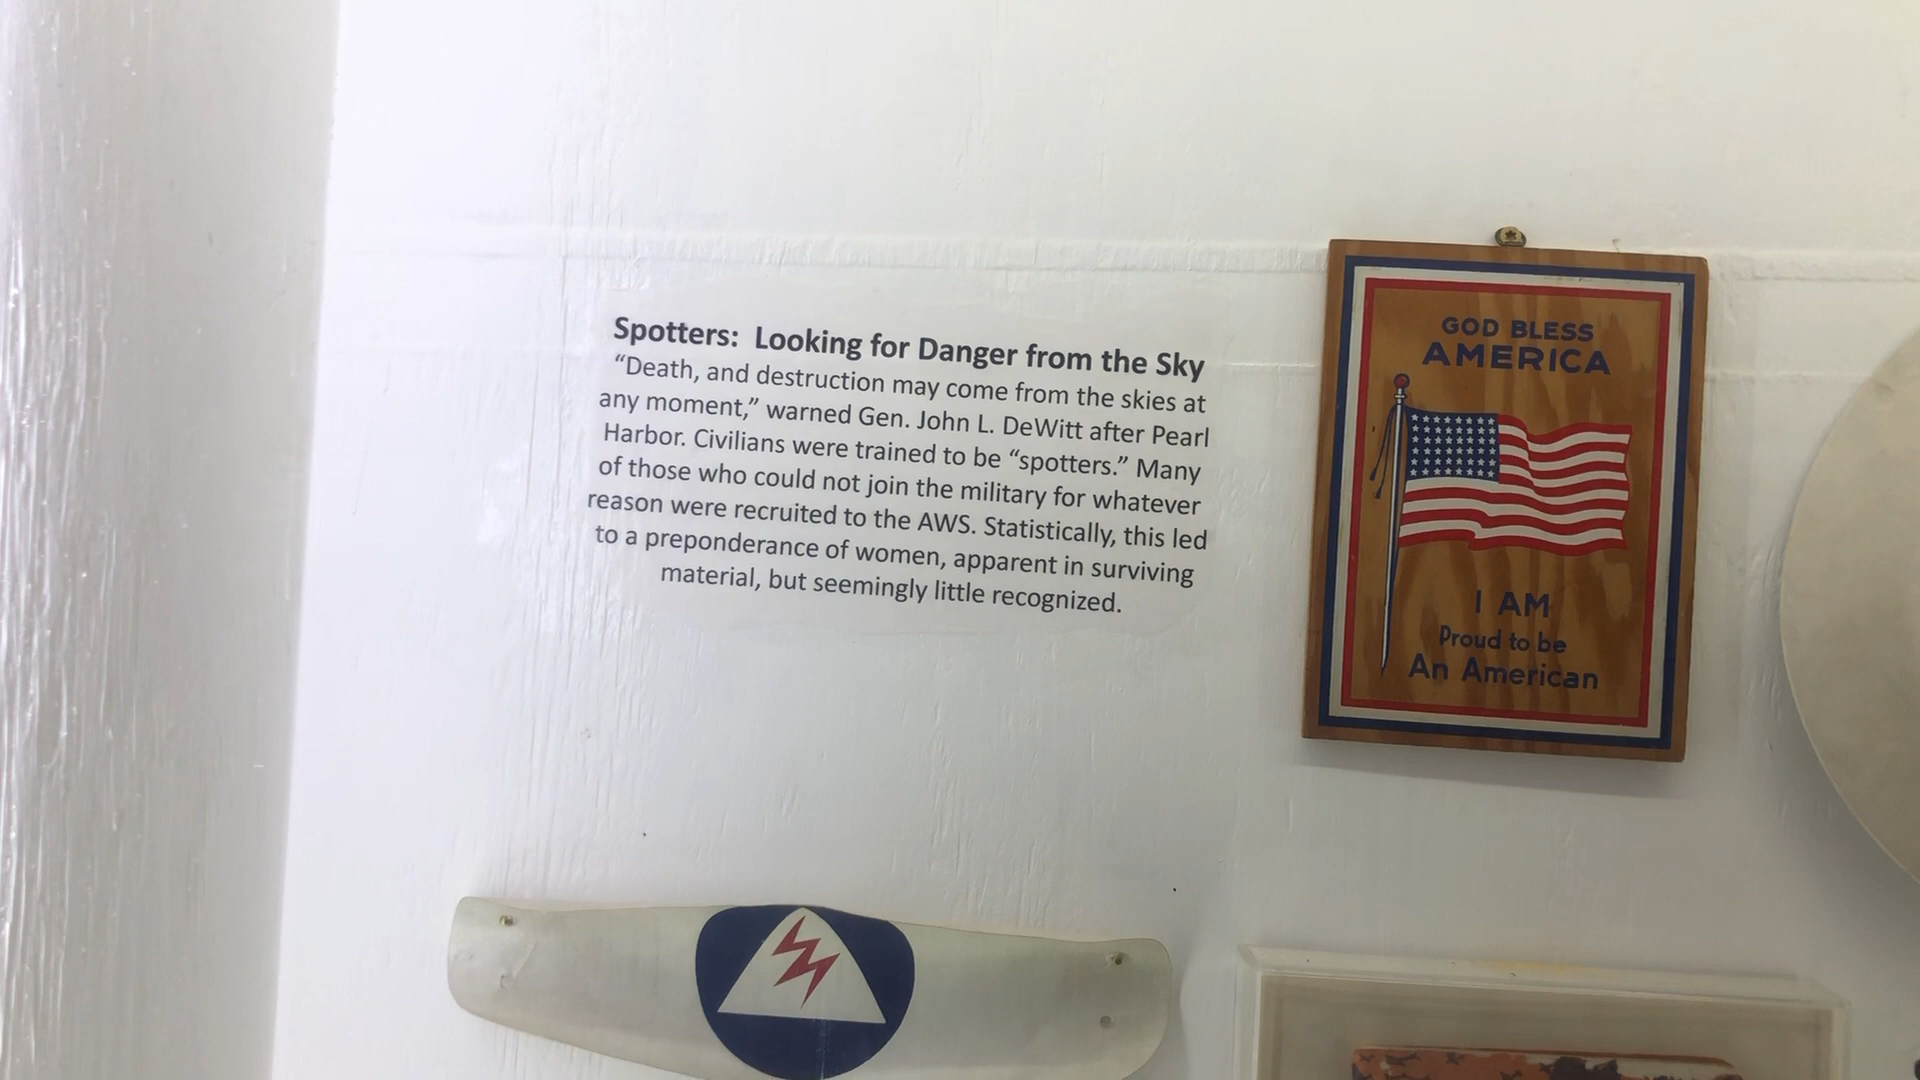 Spotters: Looking for Danger from the Sky
“Death, and destruction may come from the skies at
any moment,” warned Gen. John L. DeWitt after Pearl
Harbor. Civilians were trained to be “spotters.” Many
of those who could not join the military for whatever
reason were recruited to the AWS. Statistically, this led
to a preponderance of women, apparent in surviving
material, but seemingly little recognized.
GOD BLESS
AMERICA
I AM
Proud to be
An American